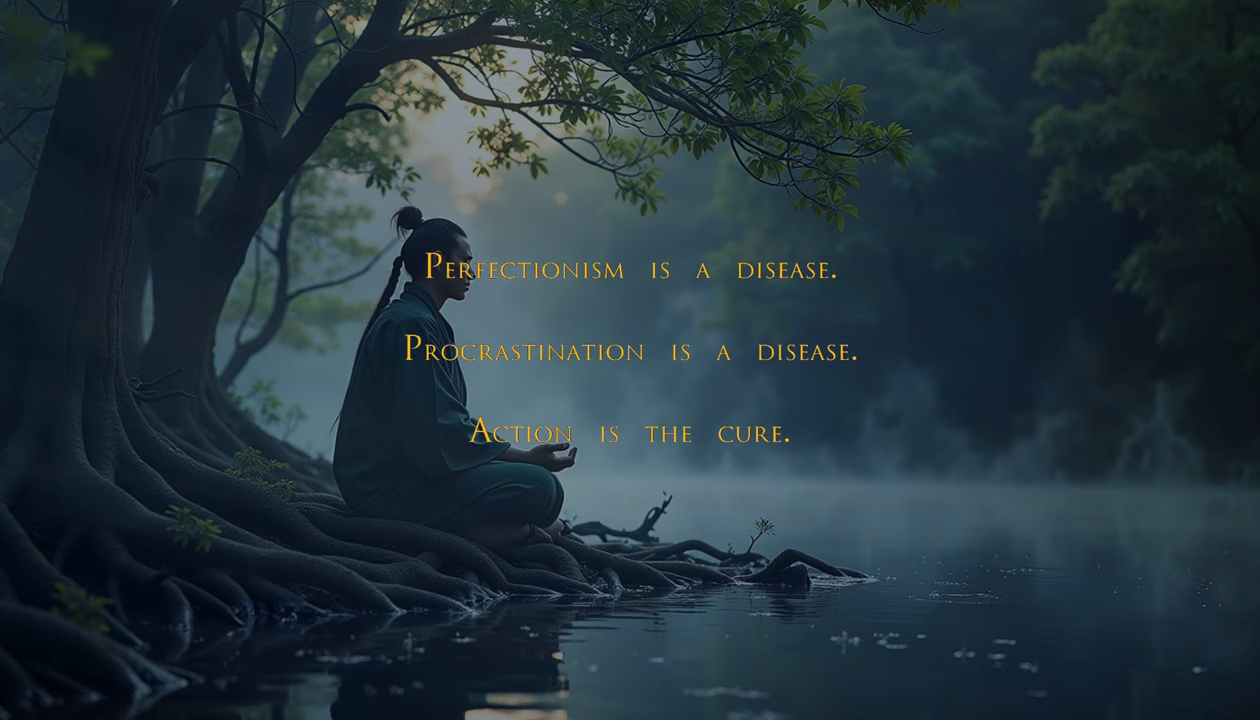 Perfectionism is a disease.
Procrastination is a disease.
Action is the cure.